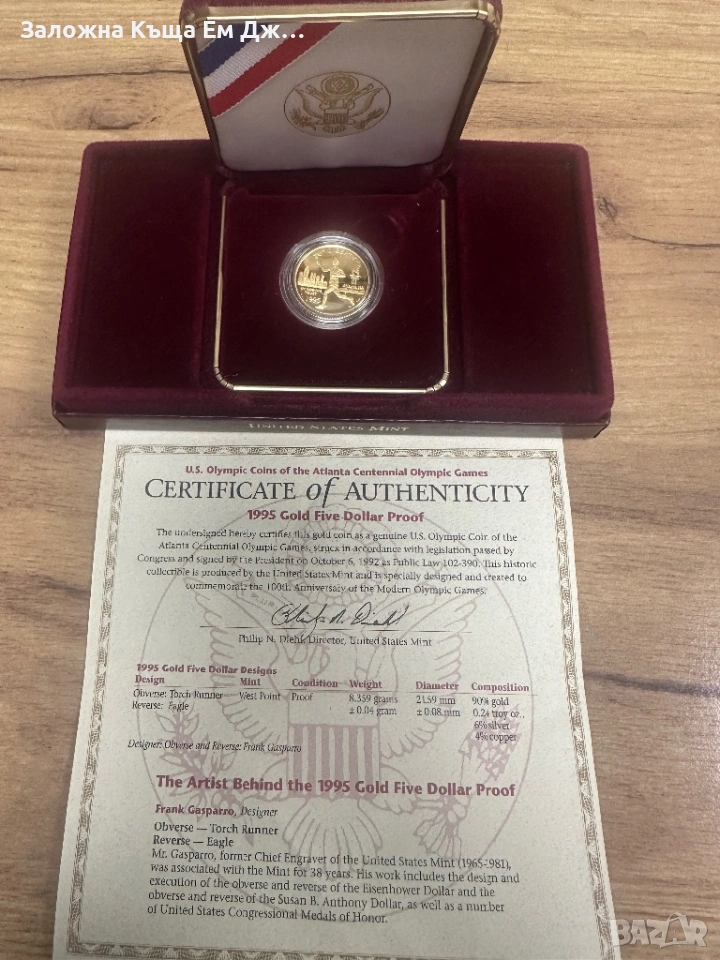 Заложна Къща Ем Дж...
1995
UNITED STATES MINT
U.S. Olympic Coins of the Atlanta Centennial Olympic Games
CERTIFICATE of AUTHENTICITY
1995 Gold Five Dollar Proof
The undersigned hereby certifies this gold coin as a genuine U.S. Olympic Coin of the
Atlanta Centennial Olympic Games, struck in accordance with legislation passed by
Congress and signed by the President on October 6, 1992 as Public Law 102-390. This historic
collectible is produced by the United States Mint and is specially designed and created to
commemorate the 100th Anniversary of the Modern Olympic Games.
Philip N. Diehl, Director, United States Mint
1995 Gold Five Dollar Designs
Design Mint Condition Weight Diameter Composition
Obverse: Torch Runner West Point Proof 8.359 grams 21.59 mm 90% gold
Reverse: Eagle ± 0.04 gram ± 0.08 mm 0.24 troy oz.,
6% silver
4% copper
Designer: Obverse and Reverse: Frank Gasparro
The Artist Behind the 1995 Gold Five Dollar Proof
Frank Gasparro, Designer
Obverse — Torch Runner
Reverse — Eagle
Mr. Gasparro, former Chief Engraver of the United States Mint (1965-1981),
was associated with the Mint for 38 years. His work includes the design and
execution of the obverse and reverse of the Eisenhower Dollar and the
obverse and reverse of the Susan B. Anthony Dollar, as well as a number
of United States Congressional Medals of Honor.
BAZAR